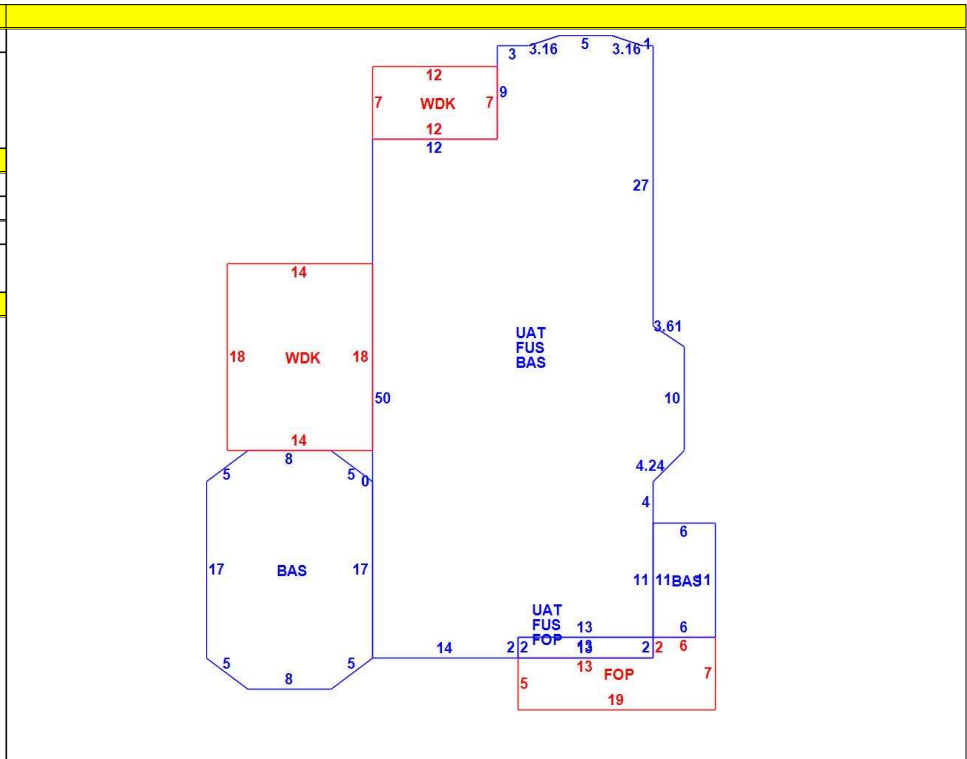 3 3.16 5 3.16 1
12
7 WDK 7 9
12
12
27
14
3.61
UAT
FUS
BAS
18 WDK 18
50 10
14
8
4.24
5 5 0
4
6
17 BAS 17
11 11 BAS 11
UAT
FUS 13 6
FOP 13
14 2 2 2 2 6
5 5 13 FOP 7
8 5
19